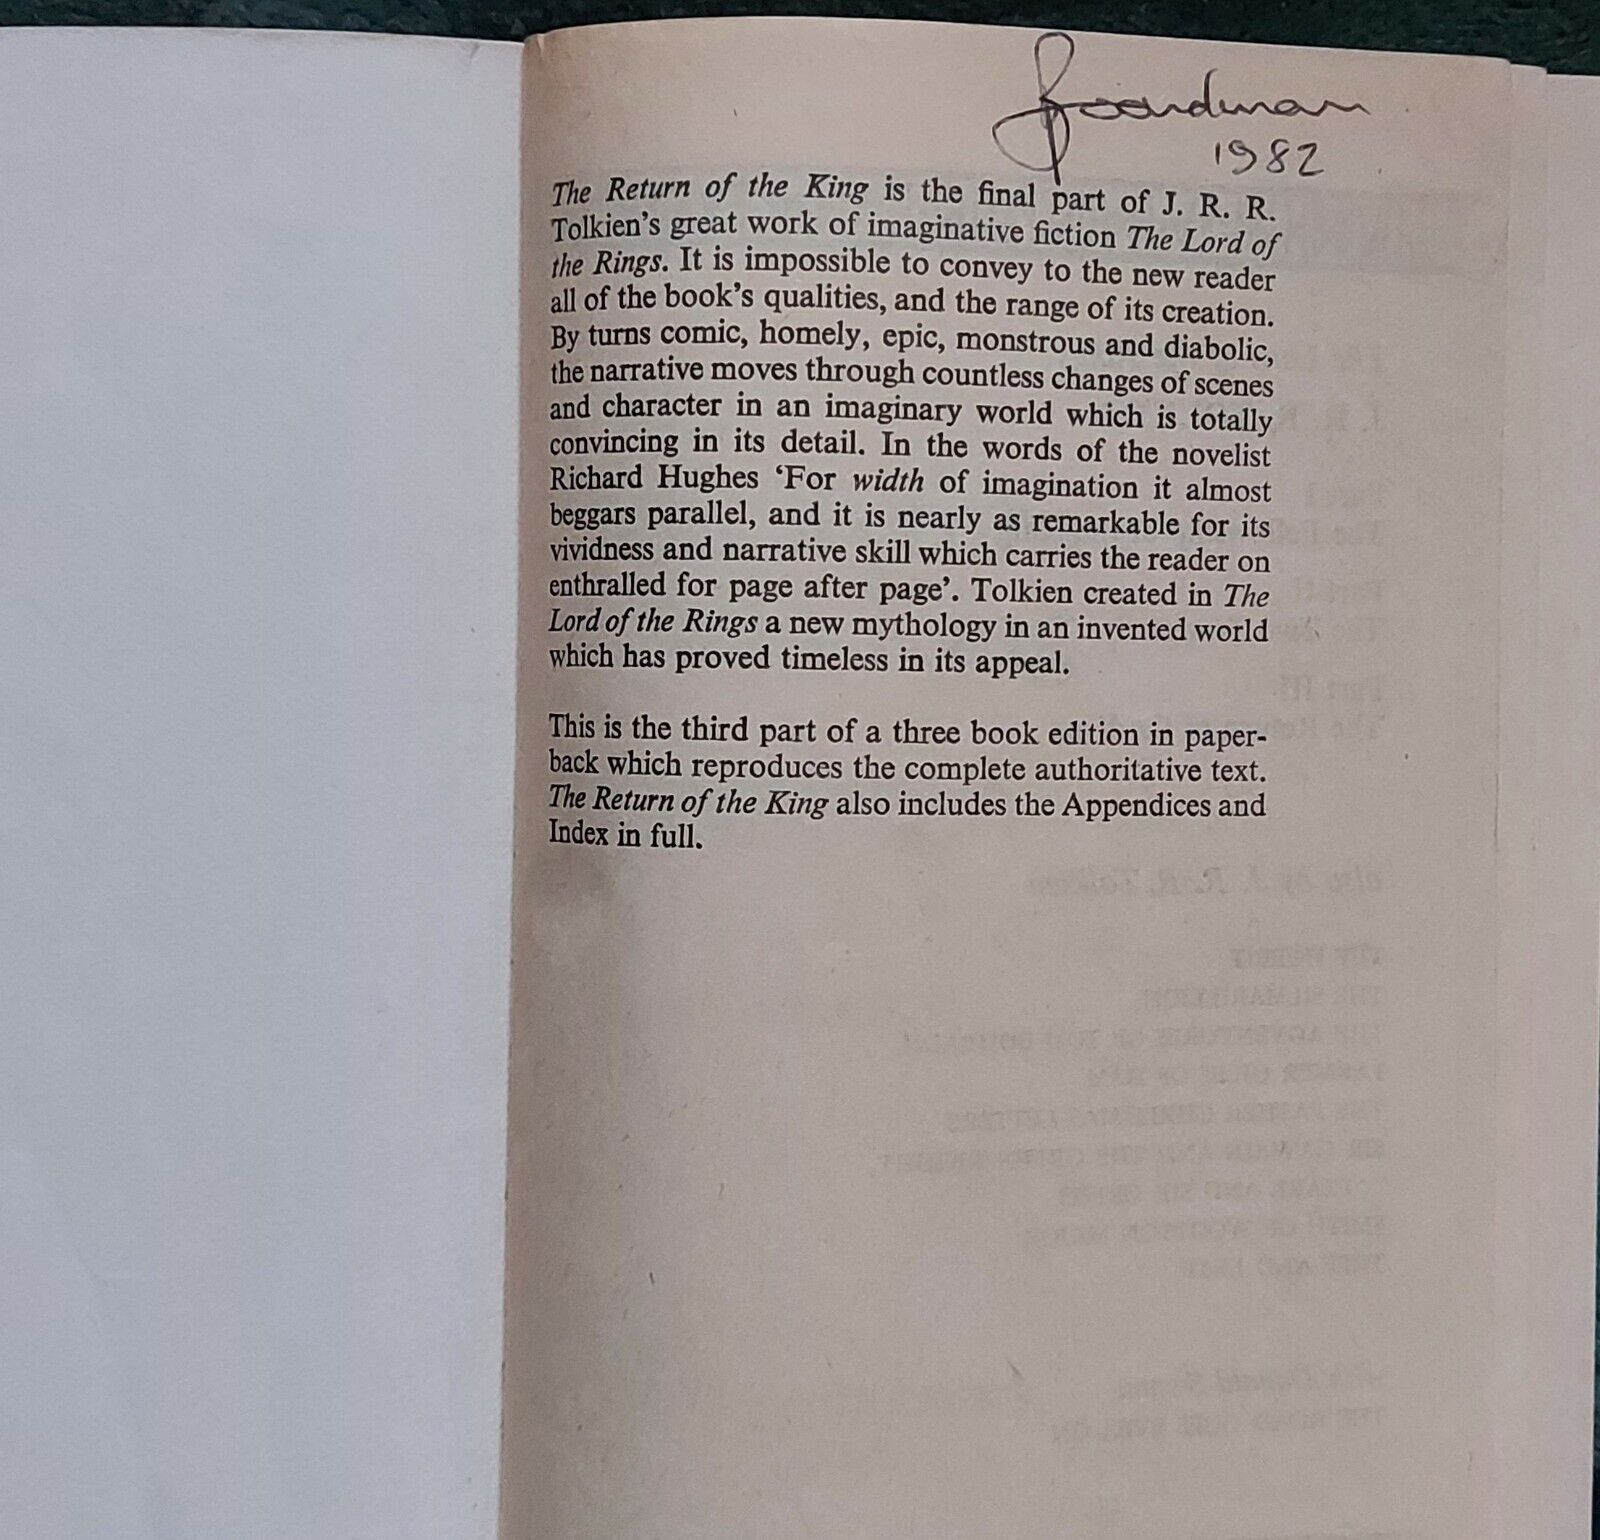 Boardman
1982
The Return of the King is the final part of J. R. R.
Tolkien's great work of imaginative fiction The Lord of
the Rings. It is impossible to convey to the new reader
all of the book's qualities, and the range of its creation.
By turns comic, homely, epic, monstrous and diabolic,
the narrative moves through countless changes of scenes
and character in an imaginary world which is totally
convincing in its detail. In the words of the novelist
Richard Hughes ‘For width of imagination it almost
beggars parallel, and it is nearly as remarkable for its
vividness and narrative skill which carries the reader on
enthralled for page after page’. Tolkien created in The
Lord of the Rings a new mythology in an invented world
which has proved timeless in its appeal.
This is the third part of a three book edition in paper-
back which reproduces the complete authoritative text.
The Return of the King also includes the Appendices and
Index in full.